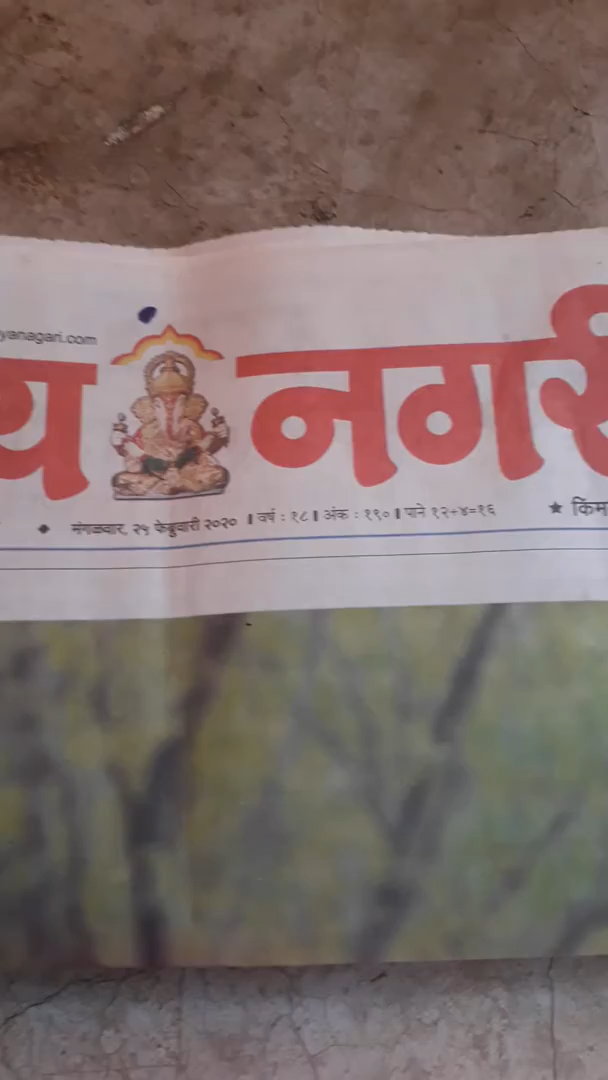 yanagari.com
य नगरी
◆ मंगळवार, २५ फेब्रुवारी २०२० ❙ वर्ष : १८ ❙ अंक : १९० ❙ पाने १२+४=१६ ★ किंम